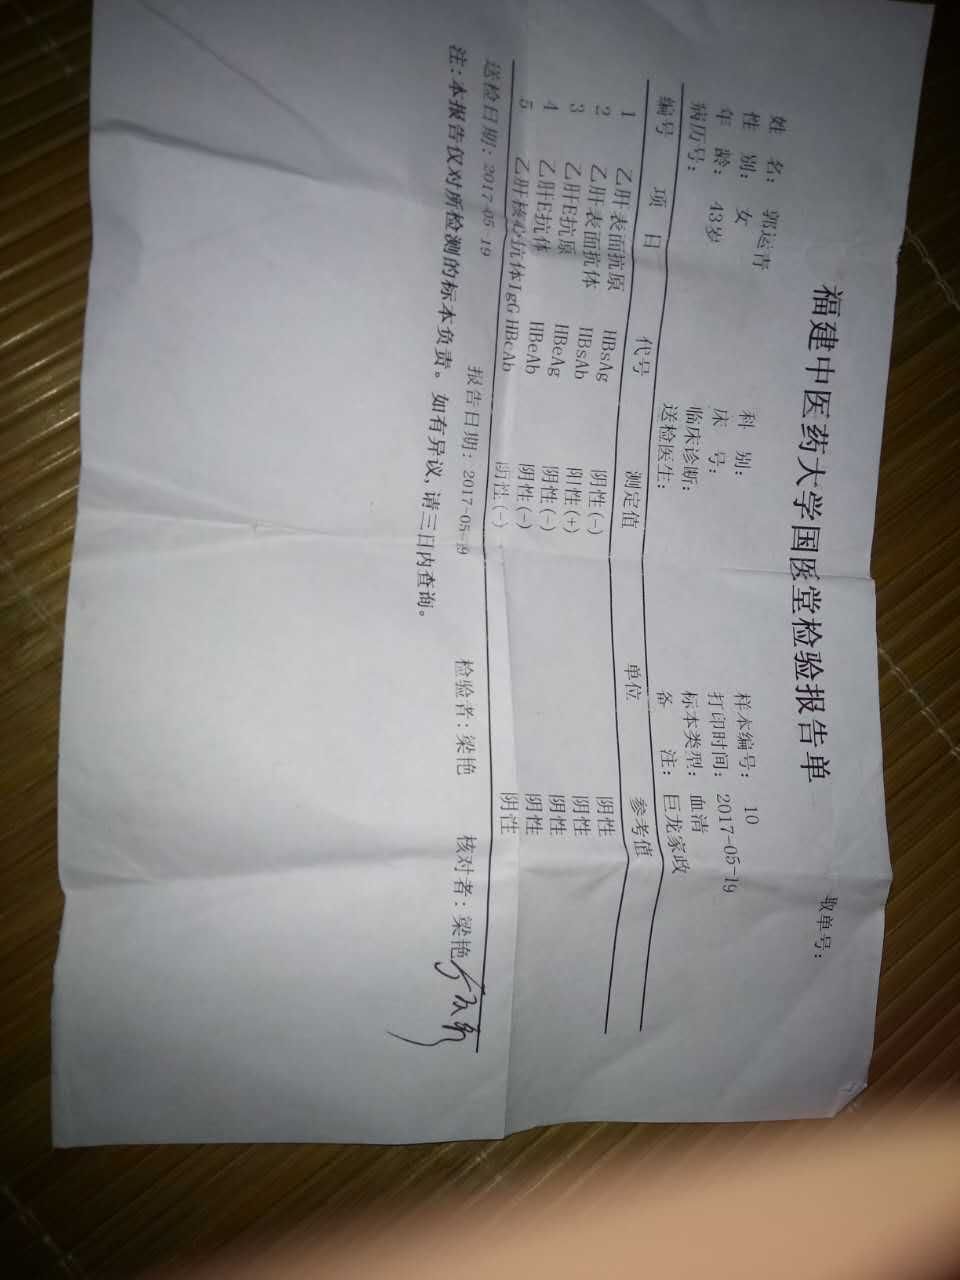 福建中医药大学国医堂检验报告单
取单号：
姓 名： 郭运青 科 别： 样本编号： 10
性 别： 女 床 号： 打印时间： 2017-05-19
年 龄： 43岁 临床诊断： 标本类型： 血清
病历号： 送检医生： 备 注： 巨龙家政
编号 项 目 代号 测定值 单位 参考值
1 乙肝表面抗原 HBsAg 阴性(-) 阴性
2 乙肝表面抗体 HBsAb 阳性(+) 阴性
3 乙肝E抗原 HBeAg 阴性(-) 阴性
4 乙肝E抗体 HBeAb 阴性(-) 阴性
5 乙肝核心抗体IgG HBcAb 阴性(-) 阴性
送检日期：2017-05-19 报告日期：2017-05-19 检验者：梁艳 核对者：梁艳
注:本报告仅对所检测的标本负责。如有异议,请三日内查询。